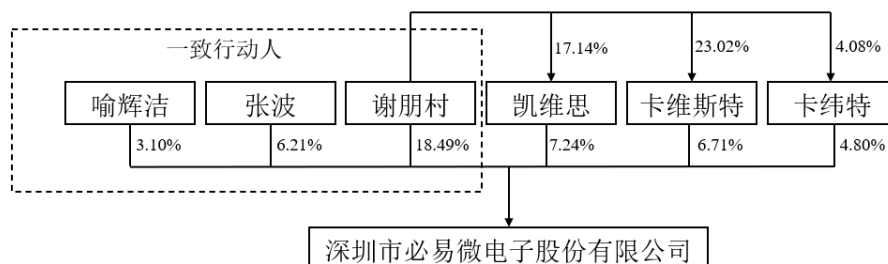 一致行动人
17.14%
23.02%
4.08%
喻辉洁
张波
谢朋村
凯维思
卡维斯特
卡纬特
3.10%
6.21%
18.49%
7.24%
6.71%
4.80%
深圳市必易微电子股份有限公司